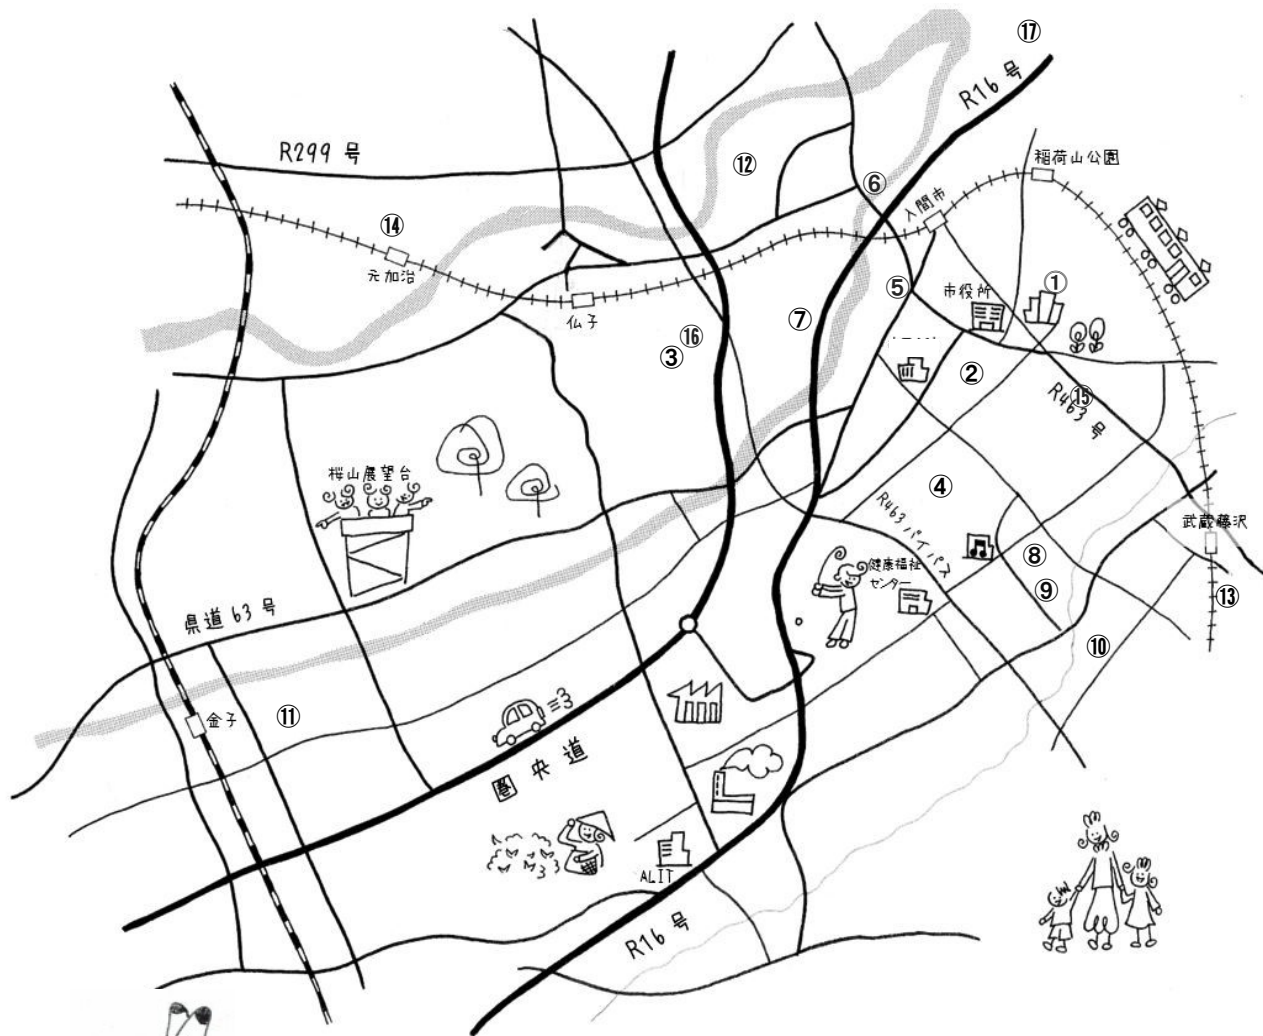 ⑰
R16号
R299号
⑫
稲荷山公園
⑥
入間市
⑭
元加治
①
市役所
⑤
仏子
⑦
⑯
③
②
⑮
R463号
桜山展望台
④
R463バイパス
武蔵藤沢
健康福祉
センター
⑧
⑨
⑬
県道63号
⑩
金子
⑪
圏央道
ALIT
R16号